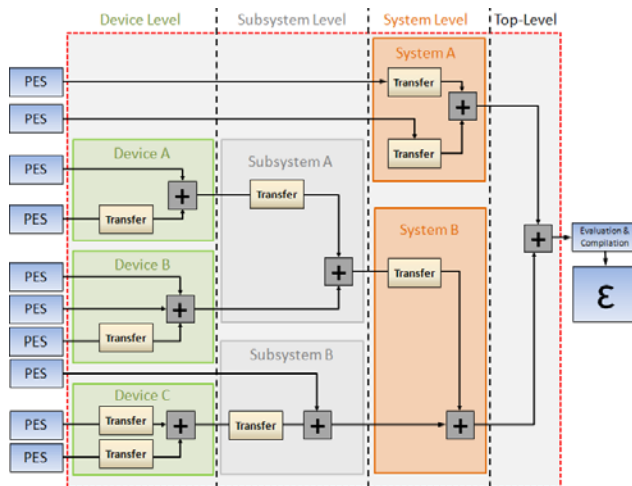 Device Level Subsystem Level System Level Top-Level
System A
PES
Transfer
+
PES
Transfer
Device A
Subsystem A
PES
+
Transfer
PES
Transfer
System B
Evaluation &
Compilation
+
Device B
PES
+
Transfer
ε
PES
+
PES
Transfer
Subsystem B
PES
Device C
PES
Transfer
+
Transfer
+
+
PES
Transfer